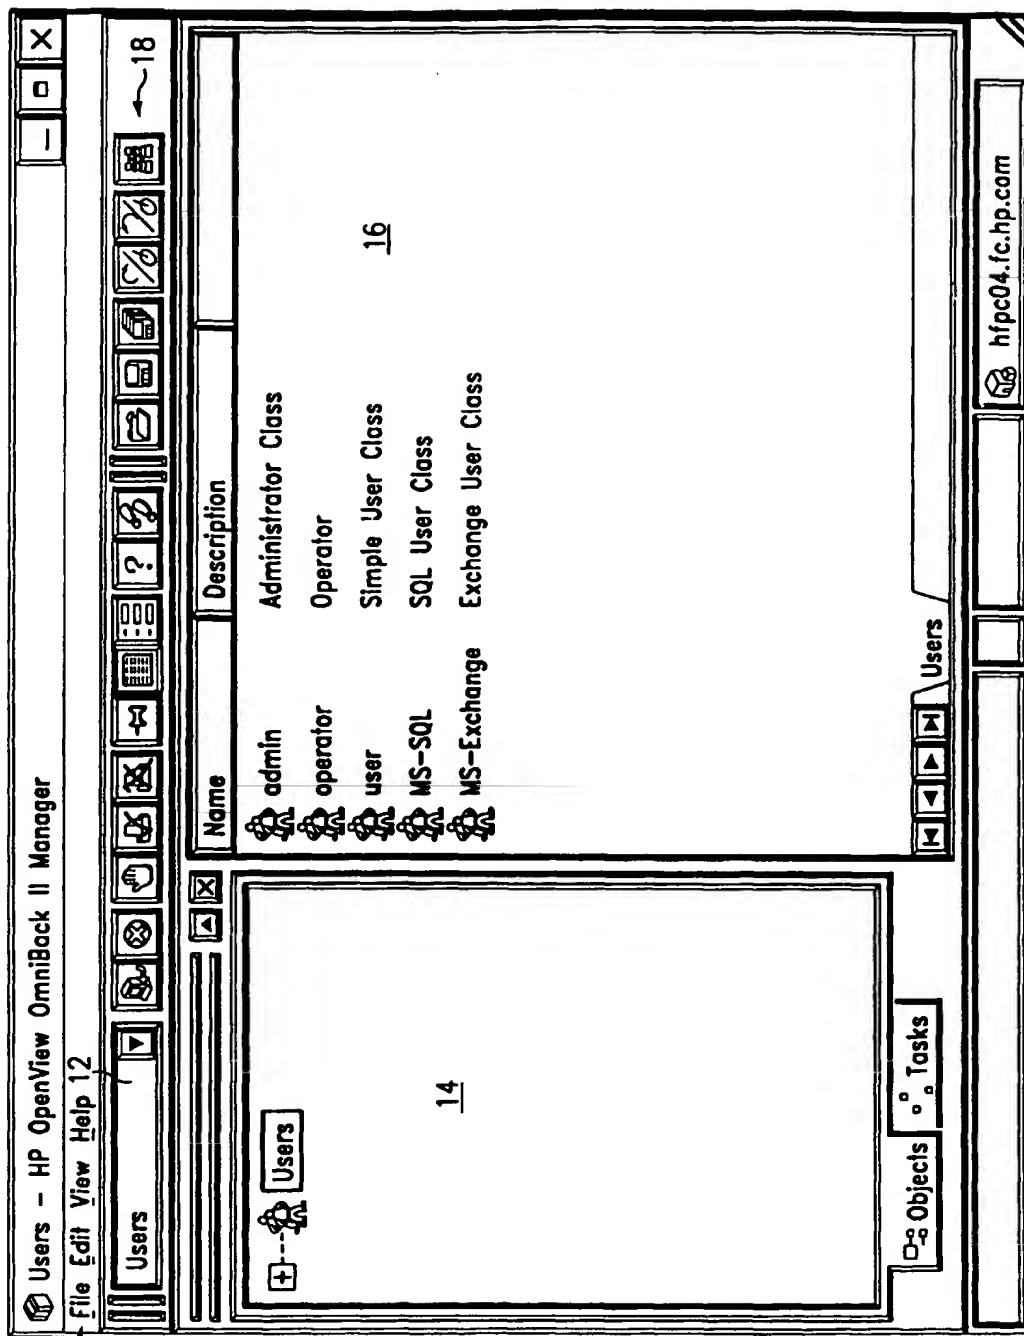 Users - HP OpenView OmniBack II Manager
File Edit View Help 12
Users
?
18
Users
14
Objects
Tasks
Name Description
admin Administrator Class
operator Operator
user Simple User Class
MS-SQL SQL User Class
MS-Exchange Exchange User Class
16
Users
hfpc04.fc.hp.com